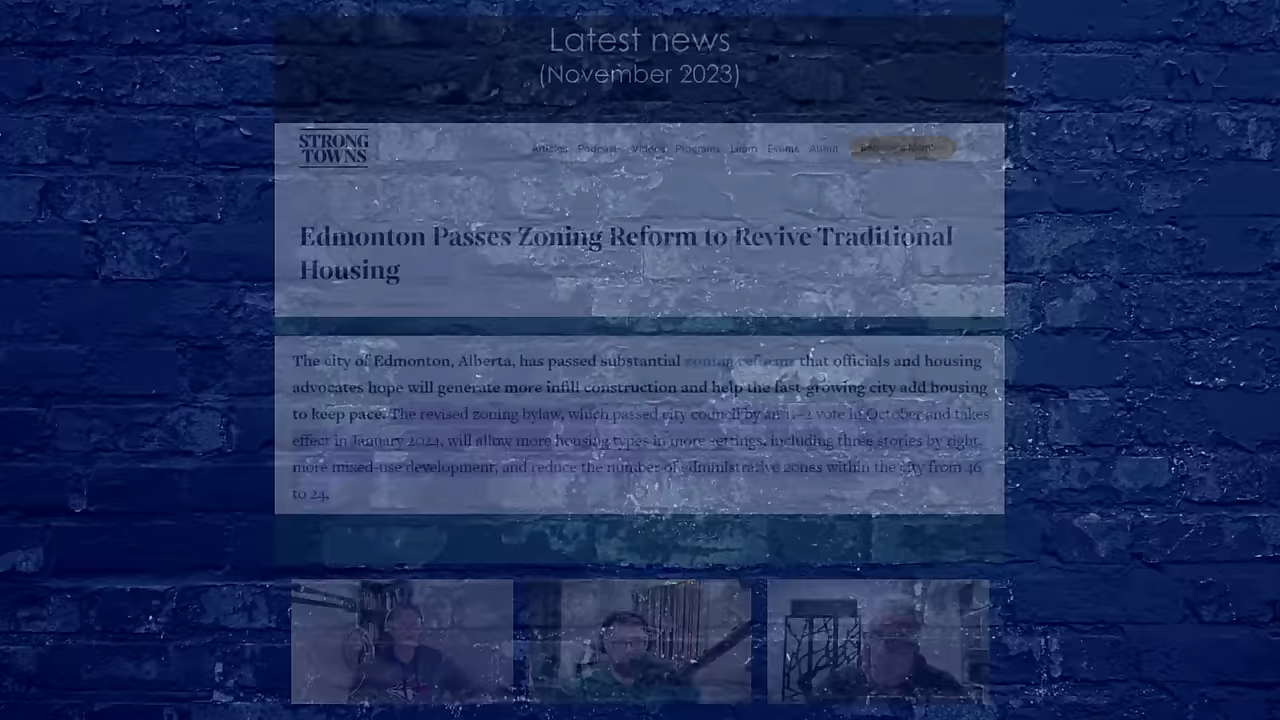 Latest news
(November 2023)
STRONG
TOWNS
Articles Podcasts Videos Programs Learn Events About
Edmonton Passes Zoning Reform to Revive Traditional
Housing
The city of Edmonton, Alberta, has passed substantial zoning reforms that officials and housing
advocates hope will generate more infill construction and help the fast-growing city add housing
to keep pace. The revised zoning bylaw, which passed city council by an 11–2 vote in October and takes
effect in January 2024, will allow more housing types in more settings, including three stories by right,
more mixed-use development, and reduce the number of administrative zones within the city from 46
to 24.